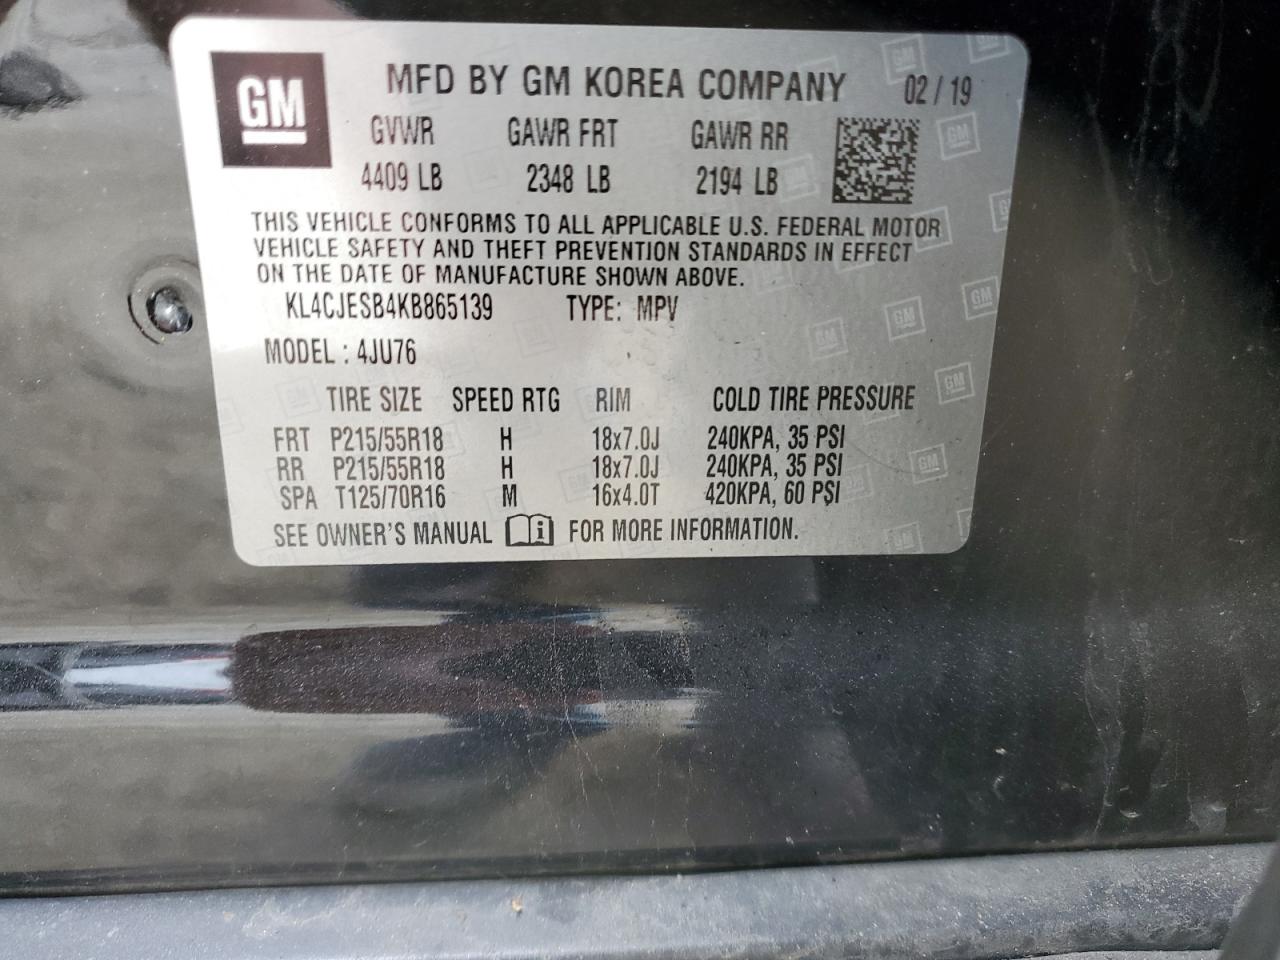 GM MFD BY GM KOREA COMPANY 02 / 19
GVWR GAWR FRT GAWR RR
4409 LB 2348 LB 2194 LB
THIS VEHICLE CONFORMS TO ALL APPLICABLE U.S. FEDERAL MOTOR
VEHICLE SAFETY AND THEFT PREVENTION STANDARDS IN EFFECT
ON THE DATE OF MANUFACTURE SHOWN ABOVE.
KL4CJESB4KB865139 TYPE: MPV
MODEL : 4JU76
TIRE SIZE SPEED RTG RIM COLD TIRE PRESSURE
FRT P215/55R18 H 18x7.0J 240KPA, 35 PSI
RR P215/55R18 H 18x7.0J 240KPA, 35 PSI
SPA T125/70R16 M 16x4.0T 420KPA, 60 PSI
SEE OWNER'S MANUAL i FOR MORE INFORMATION.